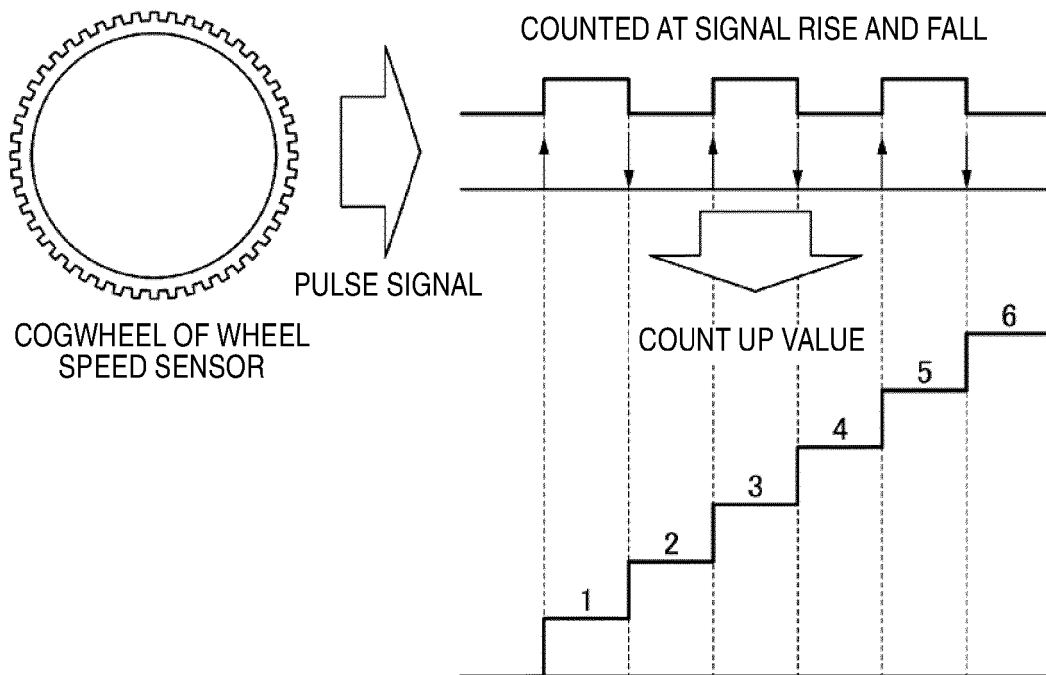 COUNTED AT SIGNAL RISE AND FALL
PULSE SIGNAL
COGWHEEL OF WHEEL
SPEED SENSOR
COUNT UP VALUE
6
5
4
3
2
1